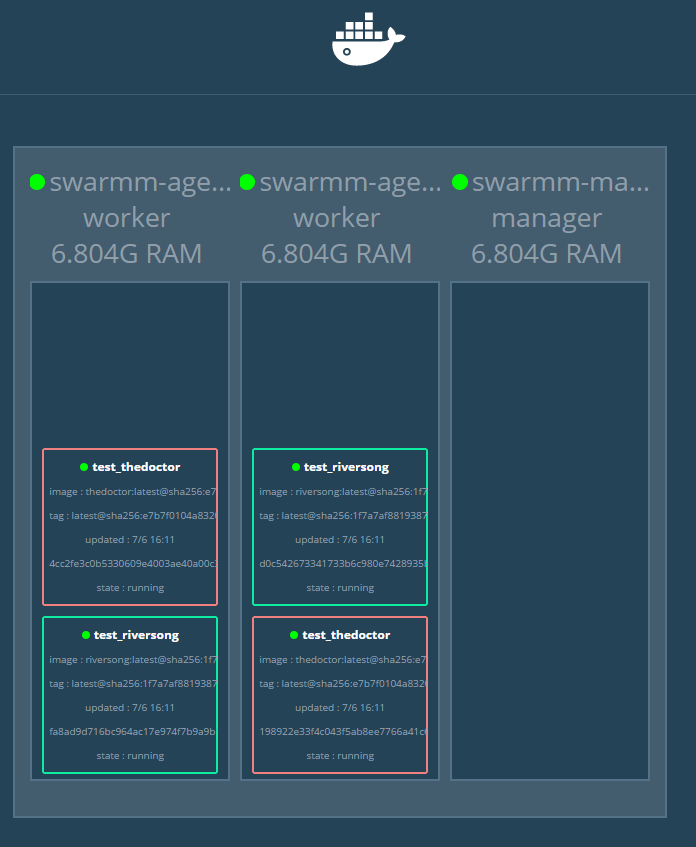 swarmm-age...
worker
6.804G RAM
test_thedoctor
image : thedoctor:latest@sha256:e7
tag : latest@sha256:e7b7f0104a832
updated : 7/6 16:11
4cc2fe3c0b5330609e4003ae40a00c
state : running
test_riversong
image : riversong:latest@sha256:1f7
tag : latest@sha256:1f7a7af8819387
updated : 7/6 16:11
fa8ad9d716bc964ac17e974f7b9a9b
state : running
swarmm-age...
worker
6.804G RAM
test_riversong
image : riversong:latest@sha256:1f7
tag : latest@sha256:1f7a7af8819387
updated : 7/6 16:11
d0c542673341733b6c980e7428935
state : running
test_thedoctor
image : thedoctor:latest@sha256:e7
tag : latest@sha256:e7b7f0104a832
updated : 7/6 16:11
198922e33f4c043f5ab8ee7766a41c
state : running
swarmm-ma...
manager
6.804G RAM